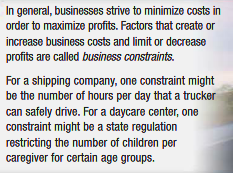 In general, businesses strive to minimize costs in
order to maximize profits. Factors that create or
increase business costs and limit or decrease
profits are called business constraints.
For a shipping company, one constraint might
be the number of hours per day that a trucker
can safely drive. For a daycare center, one
constraint might be a state regulation
restricting the number of children per
caregiver for certain age groups.